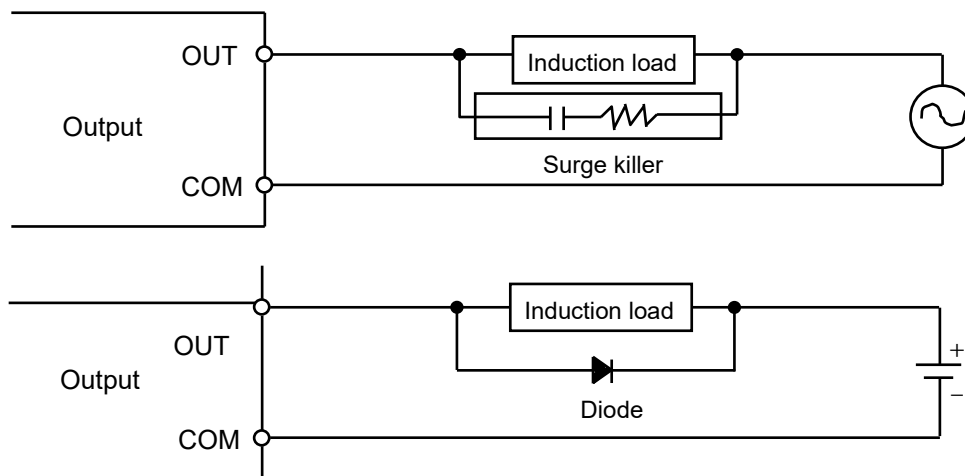 OUT
Induction load
Output
Surge killer
COM
Induction load
OUT
+
Output
−
Diode
COM